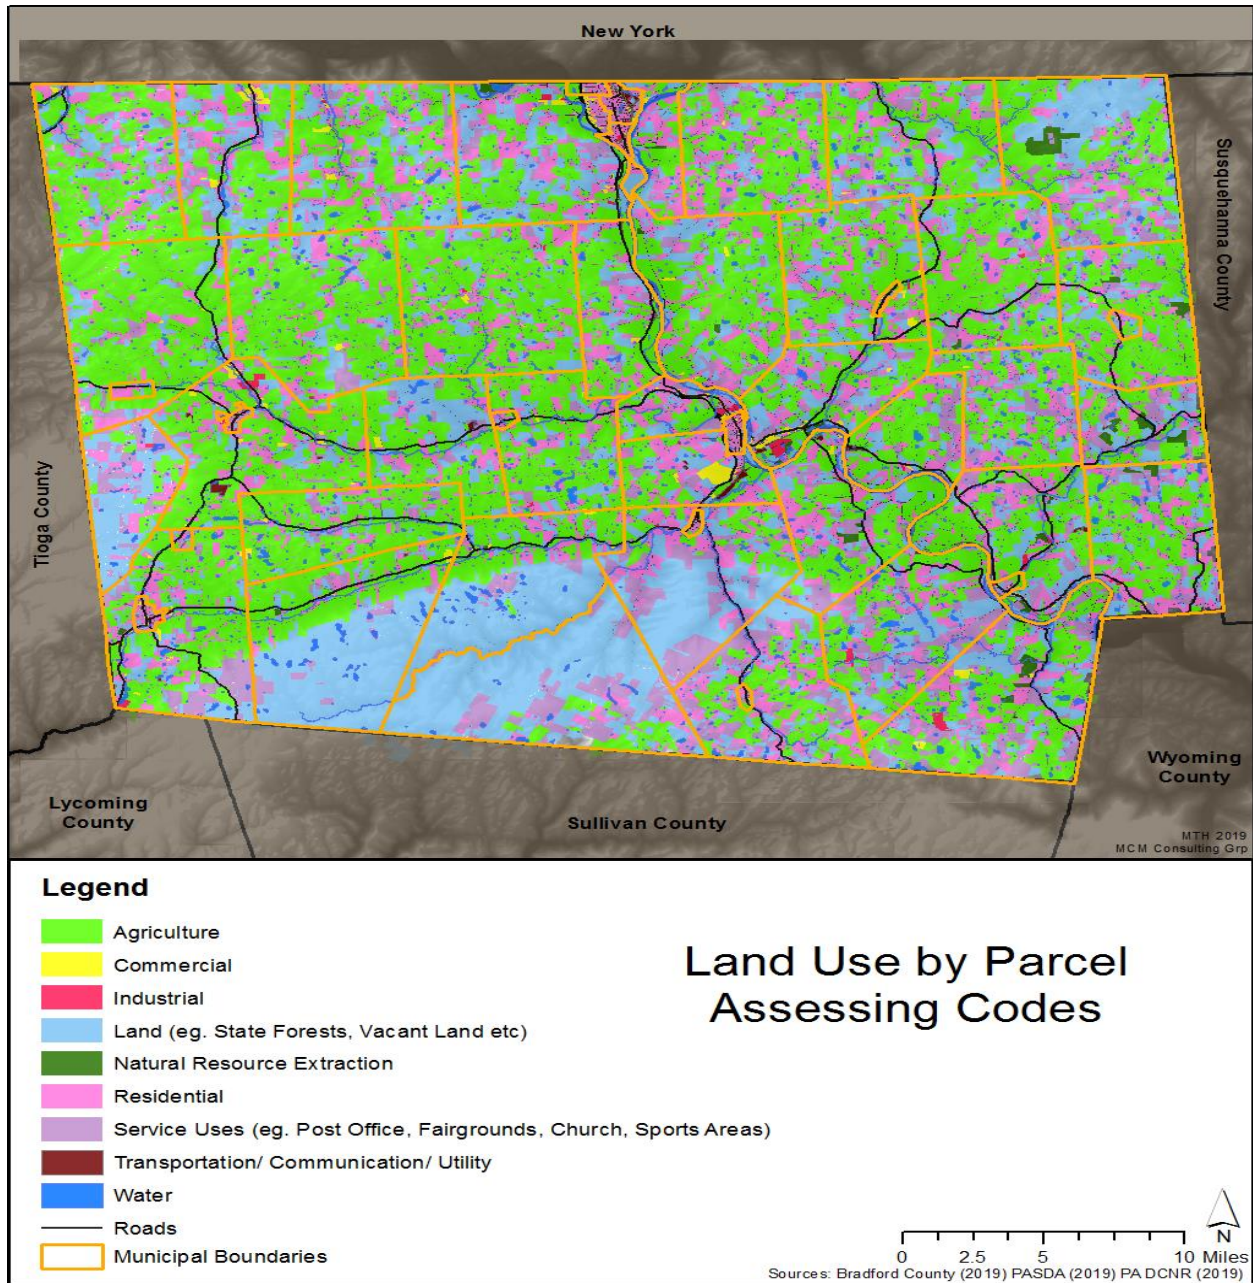 New York
Susquehanna County
Tioga County
Wyoming
County
Lycoming
County
Sullivan County
MTH 2019
MCM Consulting Grp
Legend
Agriculture
Commercial
Industrial
Land (eg. State Forests, Vacant Land etc)
Natural Resource Extraction
Residential
Service Uses (eg. Post Office, Fairgrounds, Church, Sports Areas)
Transportation/ Communication/ Utility
Water
Roads
Municipal Boundaries
Land Use by Parcel
Assessing Codes
N
0 2.5 5 10 Miles
Sources: Bradford County (2019) PASDA (2019) PA DCNR (2019)